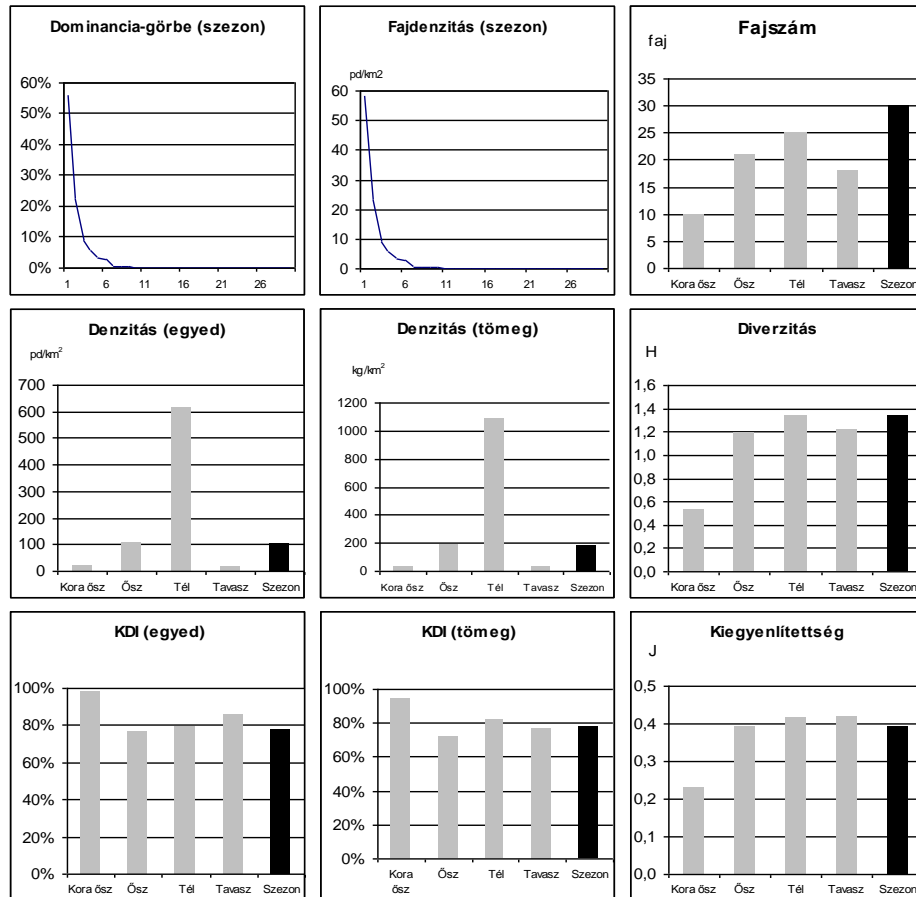 Dominancia-görbe (szezon)
60%
50%
40%
30%
20%
10%
0%
1 6 11 16 21 26
Fajdenzitás (szezon)
pd/km2
60
50
40
30
20
10
0
1 6 11 16 21 26
Fajszám
faj
35
30
25
20
15
10
5
0
Kora ősz Ősz Tél Tavasz Szezon
Denzitás (egyed)
pd/km²
700
600
500
400
300
200
100
0
Kora ősz Ősz Tél Tavasz Szezon
Denzitás (tömeg)
kg/km²
1200
1000
800
600
400
200
0
Kora ősz Ősz Tél Tavasz Szezon
Diverzitás
H
1,6
1,4
1,2
1,0
0,8
0,6
0,4
0,2
0,0
Kora ősz Ősz Tél Tavasz Szezon
KDI (egyed)
100%
80%
60%
40%
20%
0%
Kora ősz Ősz Tél Tavasz Szezon
KDI (tömeg)
100%
80%
60%
40%
20%
0%
Kora Ősz Tél Tavasz Szezon
ősz
Kiegyenlítettség
J
0,5
0,4
0,3
0,2
0,1
0,0
Kora ősz Ősz Tél Tavasz Szezon